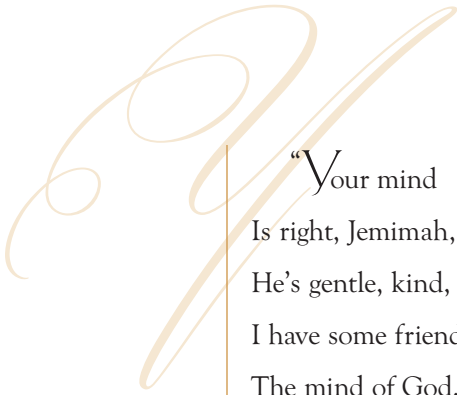 “Your mind
Is right, Jemimah,
He’s gentle, kind,
I have some
The mind of God.